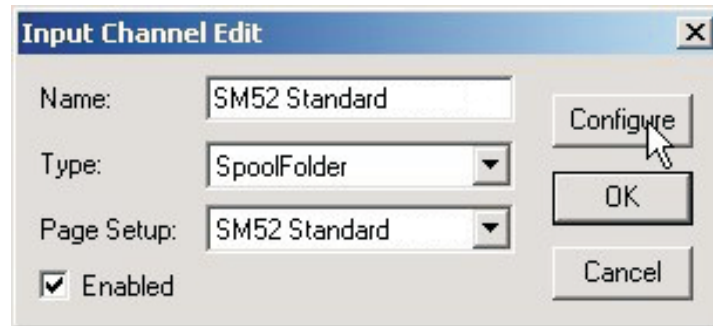 Input Channel Edit
Name:
SM52 Standard
Configure
Type:
SpoolFolder
OK
Page Setup:
SM52 Standard
Enabled
Cancel